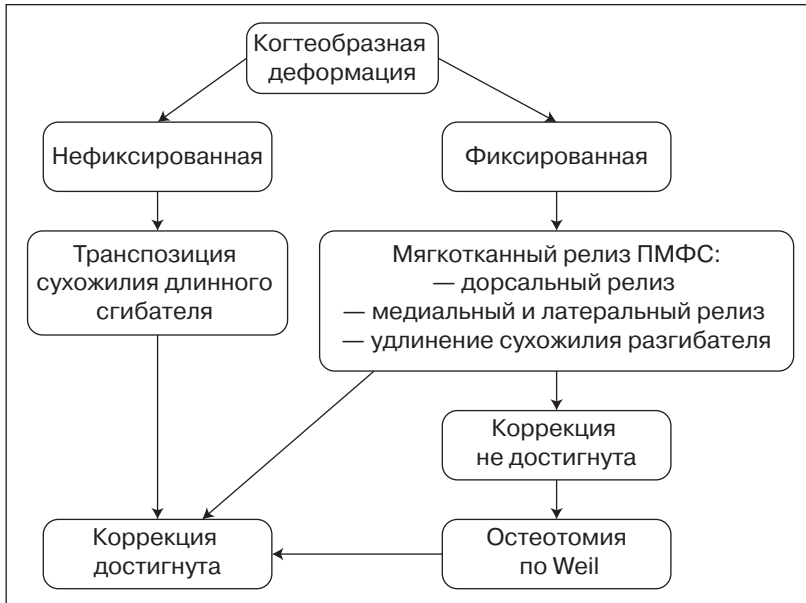 Когтеобразная
деформация
Нефиксированная
Фиксированная
Транспозиция
сухожилия длинного
сгибателя
Мягкотканный релиз ПМФС:
— дорсальный релиз
— медиальный и латеральный релиз
— удлинение сухожилия разгибателя
Коррекция
не достигнута
Коррекция
достигнута
Остеотомия
по Weil